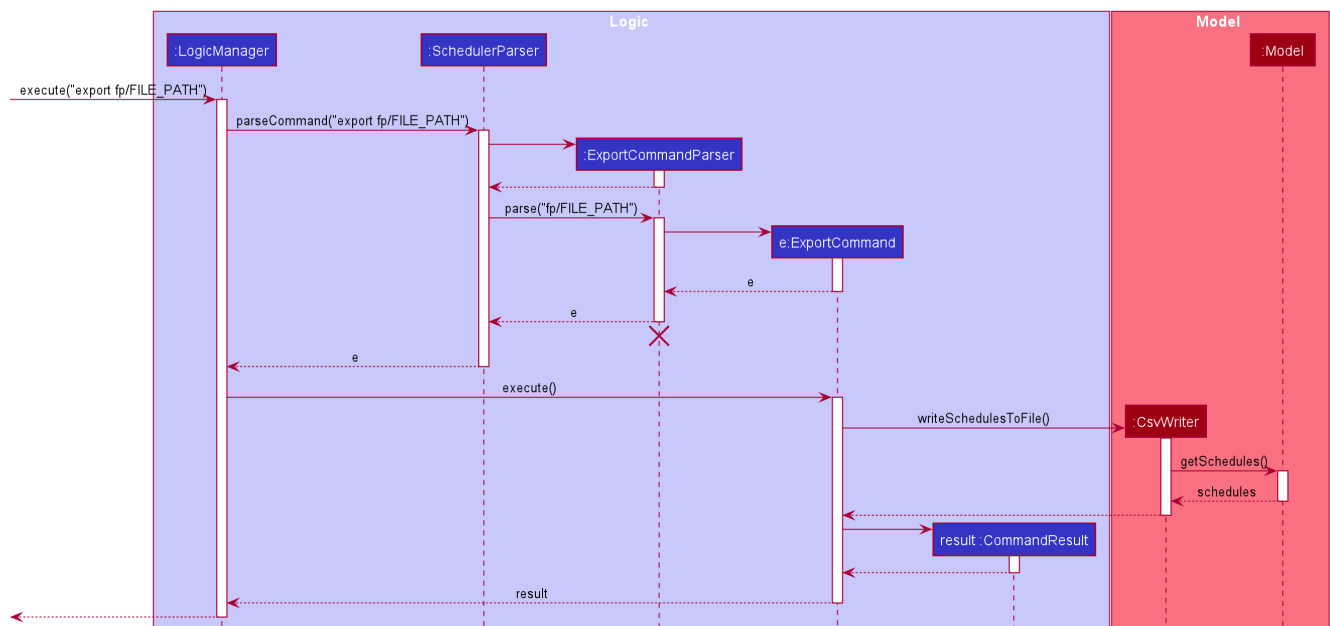 Logic
Model
:LogicManager
:SchedulerParser
:Model
execute("export fp/FILE_PATH")
parseCommand("export fp/FILE_PATH")
:ExportCommandParser
parse("fp/FILE_PATH")
e:ExportCommand
e
e
e
execute()
writeSchedulesToFile()
:CsvWriter
getSchedules()
schedules
result :CommandResult
result